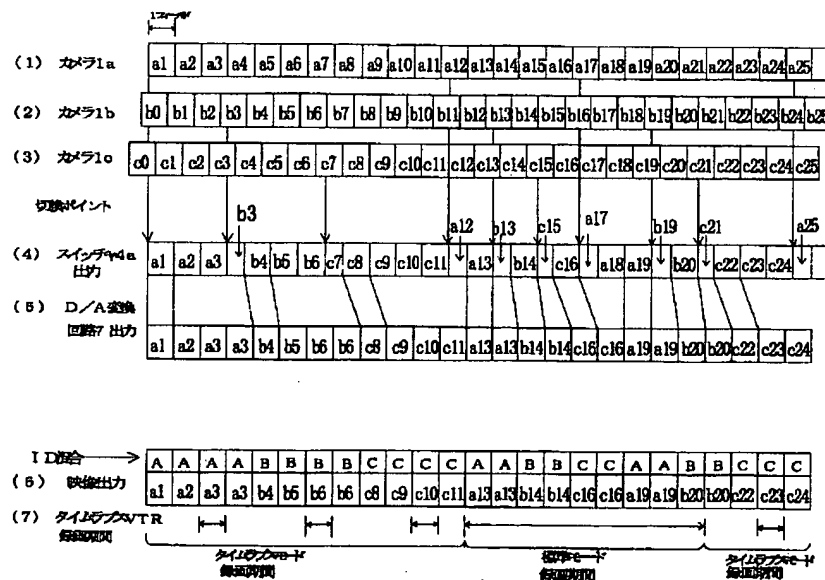 1フィールド
(1) カメラ1a a1 a2 a3 a4 a5 a6 a7 a8 a9 a10 a11 a12 a13 a14 a15 a16 a17 a18 a19 a20 a21 a22 a23 a24 a25
(2) カメラ1b b0 b1 b2 b3 b4 b5 b6 b7 b8 b9 b10 b11 b12 b13 b14 b15 b16 b17 b18 b19 b20 b21 b22 b23 b24 b25
(3) カメラ1c c0 c1 c2 c3 c4 c5 c6 c7 c8 c9 c10 c11 c12 c13 c14 c15 c16 c17 c18 c19 c20 c21 c22 c23 c24 c25
切換ポイント b3 a12 b13 c15 a17 b19 c21 a25
(4) スイッチャ4a a1 a2 a3 b4 b5 b6 c7 c8 c9 c10 c11 a13 b14 c16 a18 a19 b20 c22 c23 c24
出力
(5) D/A変換
回路7 出力 a1 a2 a3 a3 b4 b5 b6 b6 c8 c9 c10 c11 a13 a13 b14 b14 c16 c16 a19 a19 b20 b20 c22 c23 c24
ID混合 A A A A B B B B C C C C A A B B C C A A B B C C C
(6) 映像出力 a1 a2 a3 a3 b4 b5 b6 b6 c8 c9 c10 c11 a13 a13 b14 b14 c16 c16 a19 a19 b20 b20 c22 c23 c24
(7) タイムラプスVTR
録画期間
タイムラプスモード 標準モード タイムラプスモード
録画期間 録画期間 録画期間